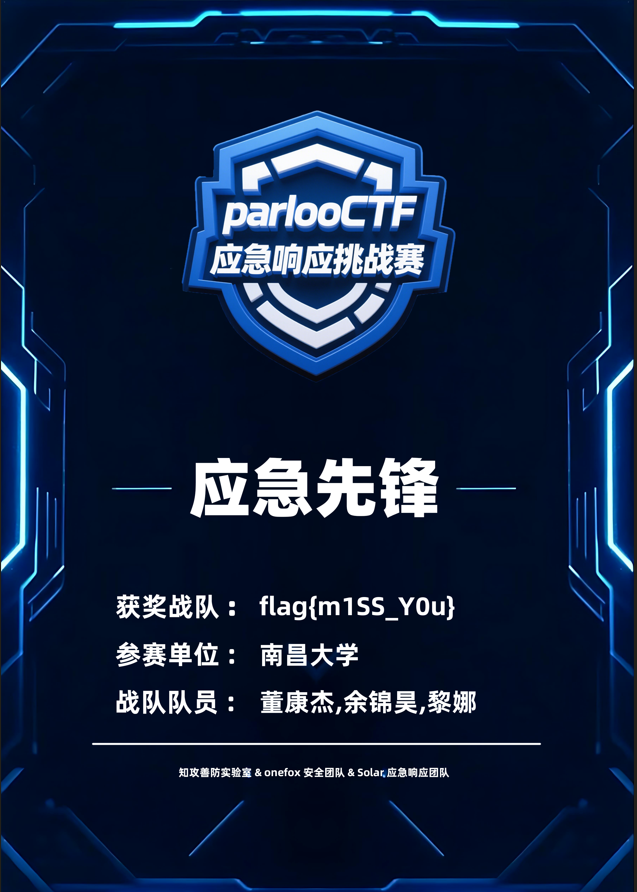 parlooCTF
应急响应挑战赛
应急先锋
获奖战队： flag{m1SS_Y0u}
参赛单位： 南昌大学
战队队员： 董康杰,余锦昊,黎娜
知攻善防实验室 & onefox 安全团队 & Solar,应急响应团队